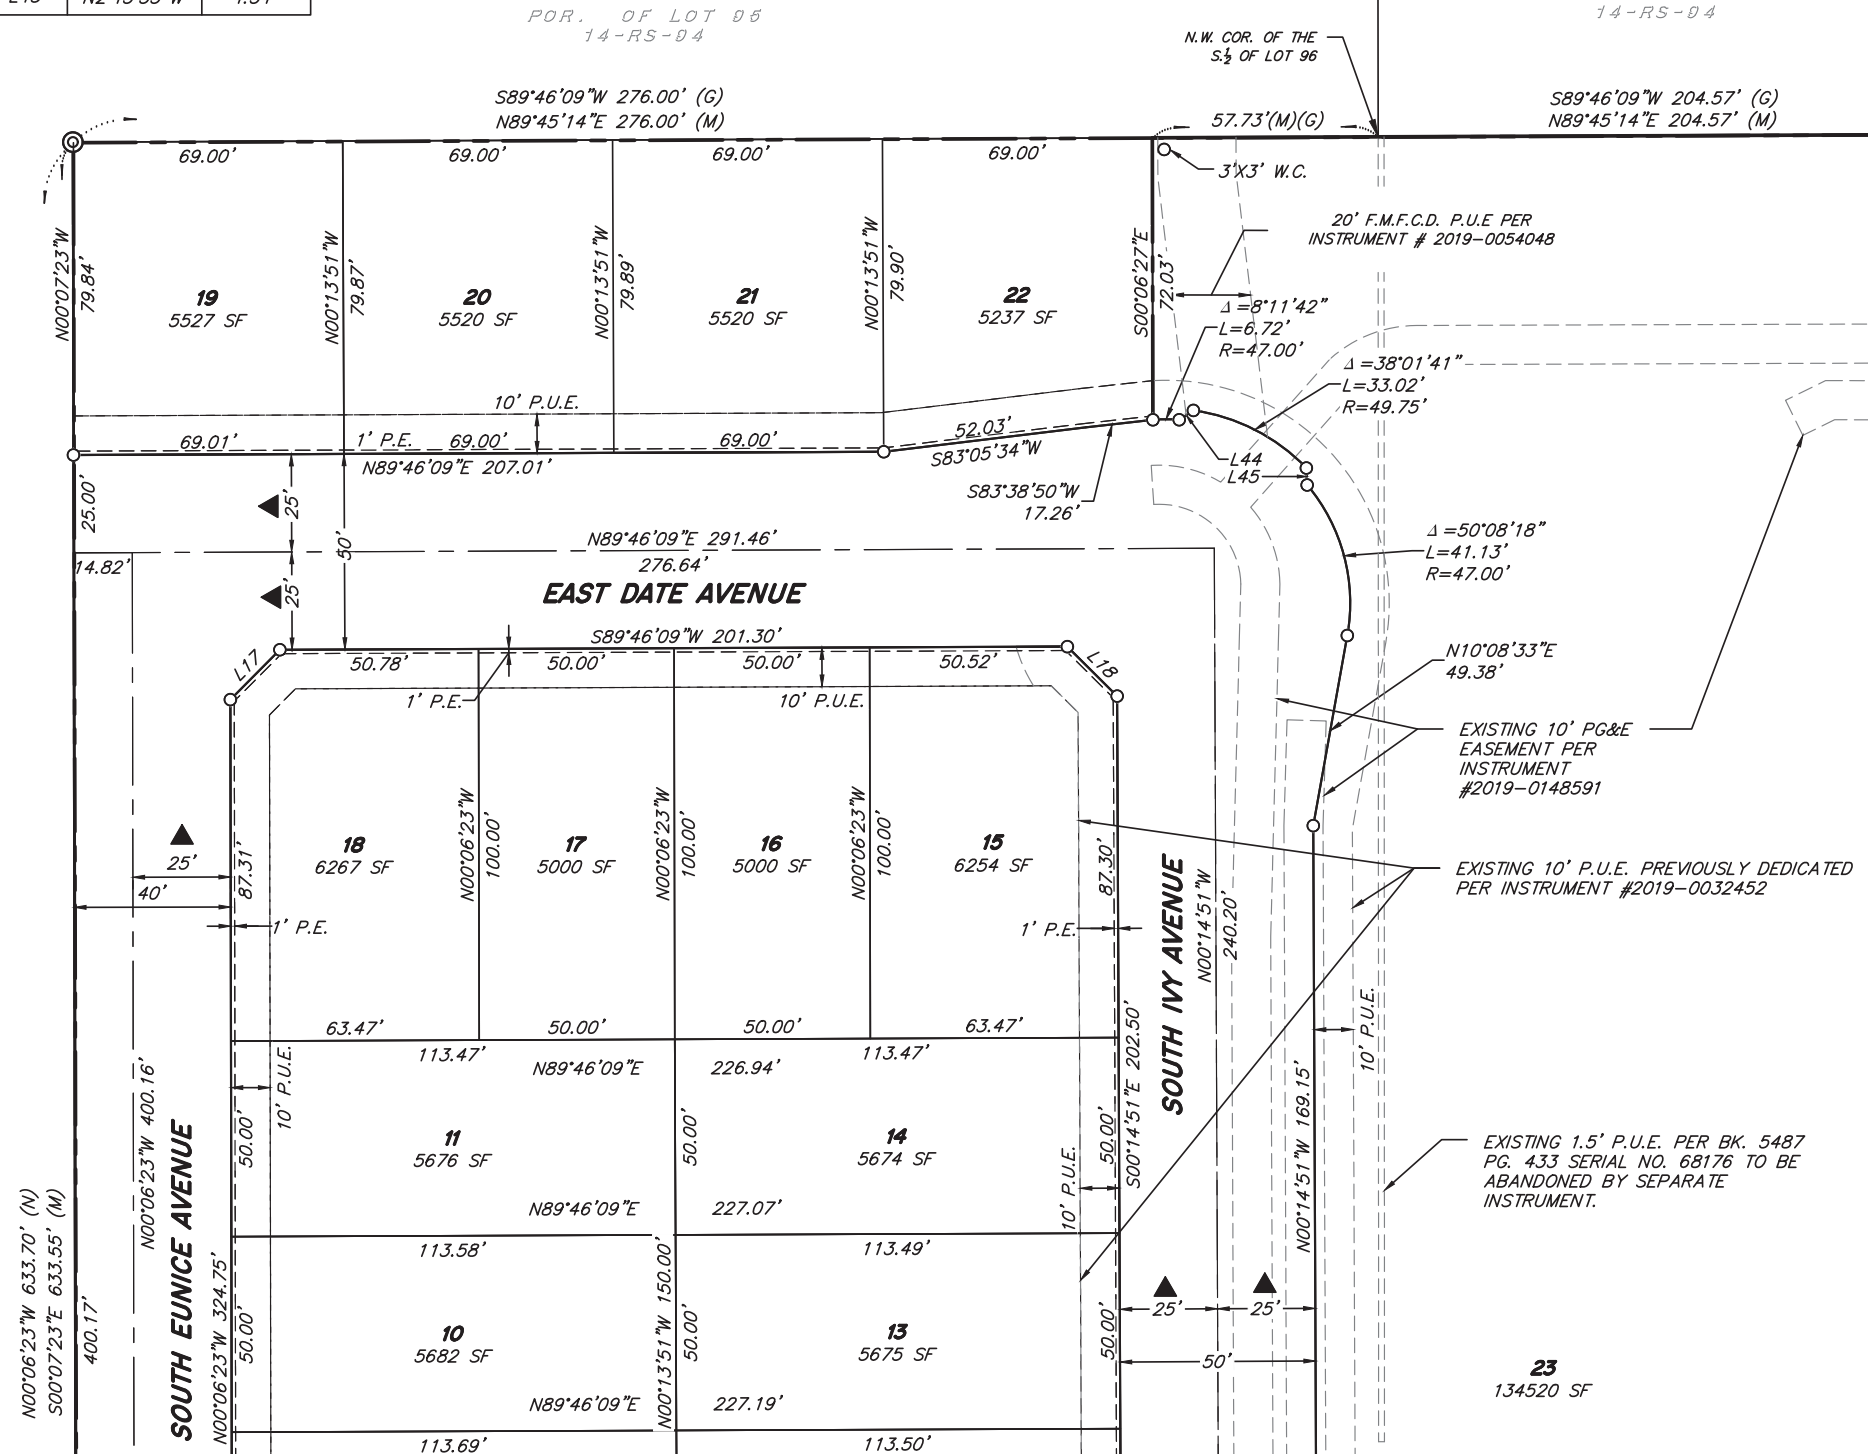 POR. OF LOT 95
14-RS-94
14-RS-94
N.W. COR. OF THE
S.½ OF LOT 96
S89°46'09"W 276.00' (G)
N89°45'14"E 276.00' (M)
57.73'(M)(G)
S89°46'09"W 204.57' (G)
N89°45'14"E 204.57' (M)
69.00'
69.00'
69.00'
69.00'
3'X3' W.C.
20' F.M.F.C.D. P.U.E PER
INSTRUMENT # 2019-0054048
N00°07'23"W
79.84'
N00°13'51"W
79.87'
N00°13'51"W
79.89'
N00°13'51"W
79.90'
S00°06'27"E
72.03'
19
5527 SF
20
5520 SF
21
5520 SF
22
5237 SF
Δ=8°11'42"
L=6.72'
R=47.00'
Δ=38°01'41"
L=33.02'
R=49.75'
10' P.U.E.
69.01'
1' P.E.
69.00'
69.00'
52.03'
S83°05'34"W
N89°46'09"E 207.01'
L44
L45
S83°38'50"W
17.26'
25.00'
25'
50'
25'
14.82'
N89°46'09"E 291.46'
276.64'
EAST DATE AVENUE
Δ=50°08'18"
L=41.13'
R=47.00'
S89°46'09"W 201.30'
L17
50.78'
50.00'
50.00'
50.52'
L18
1' P.E.
10' P.U.E.
N10°08'33"E
49.38'
EXISTING 10' PG&E
EASEMENT PER
INSTRUMENT
#2019-0148591
18
6267 SF
17
5000 SF
16
5000 SF
15
6254 SF
N00°06'23"W
100.00'
N00°06'23"W
100.00'
N00°06'23"W
100.00'
87.31'
87.30'
25'
40'
1' P.E.
1' P.E.
EXISTING 10' P.U.E. PREVIOUSLY DEDICATED
PER INSTRUMENT #2019-0032452
SOUTH IVY AVENUE
N00°14'51"W
240.20'
63.47'
50.00'
50.00'
63.47'
113.47'
113.47'
N89°46'09"E
226.94'
10' P.U.E.
S00°14'51"E 202.50'
10' P.U.E.
N00°06'23"W 400.16'
SOUTH EUNICE AVENUE
50.00'
11
5676 SF
50.00'
14
5674 SF
50.00'
10' P.U.E.
N00°14'51"W 169.15'
EXISTING 1.5' P.U.E. PER BK. 5487
PG. 433 SERIAL NO. 68176 TO BE
ABANDONED BY SEPARATE
INSTRUMENT.
N89°46'09"E
227.07'
113.58'
113.49'
N00°06'23"W 633.70' (N)
S00°07'23"E 633.55' (M)
400.17'
N00°06'23"W 324.75'
50.00'
10
5682 SF
N00°13'51"W 150.00'
50.00'
13
5675 SF
50.00'
25'
25'
50'
23
134520 SF
N89°46'09"E
227.19'
113.69'
113.50'